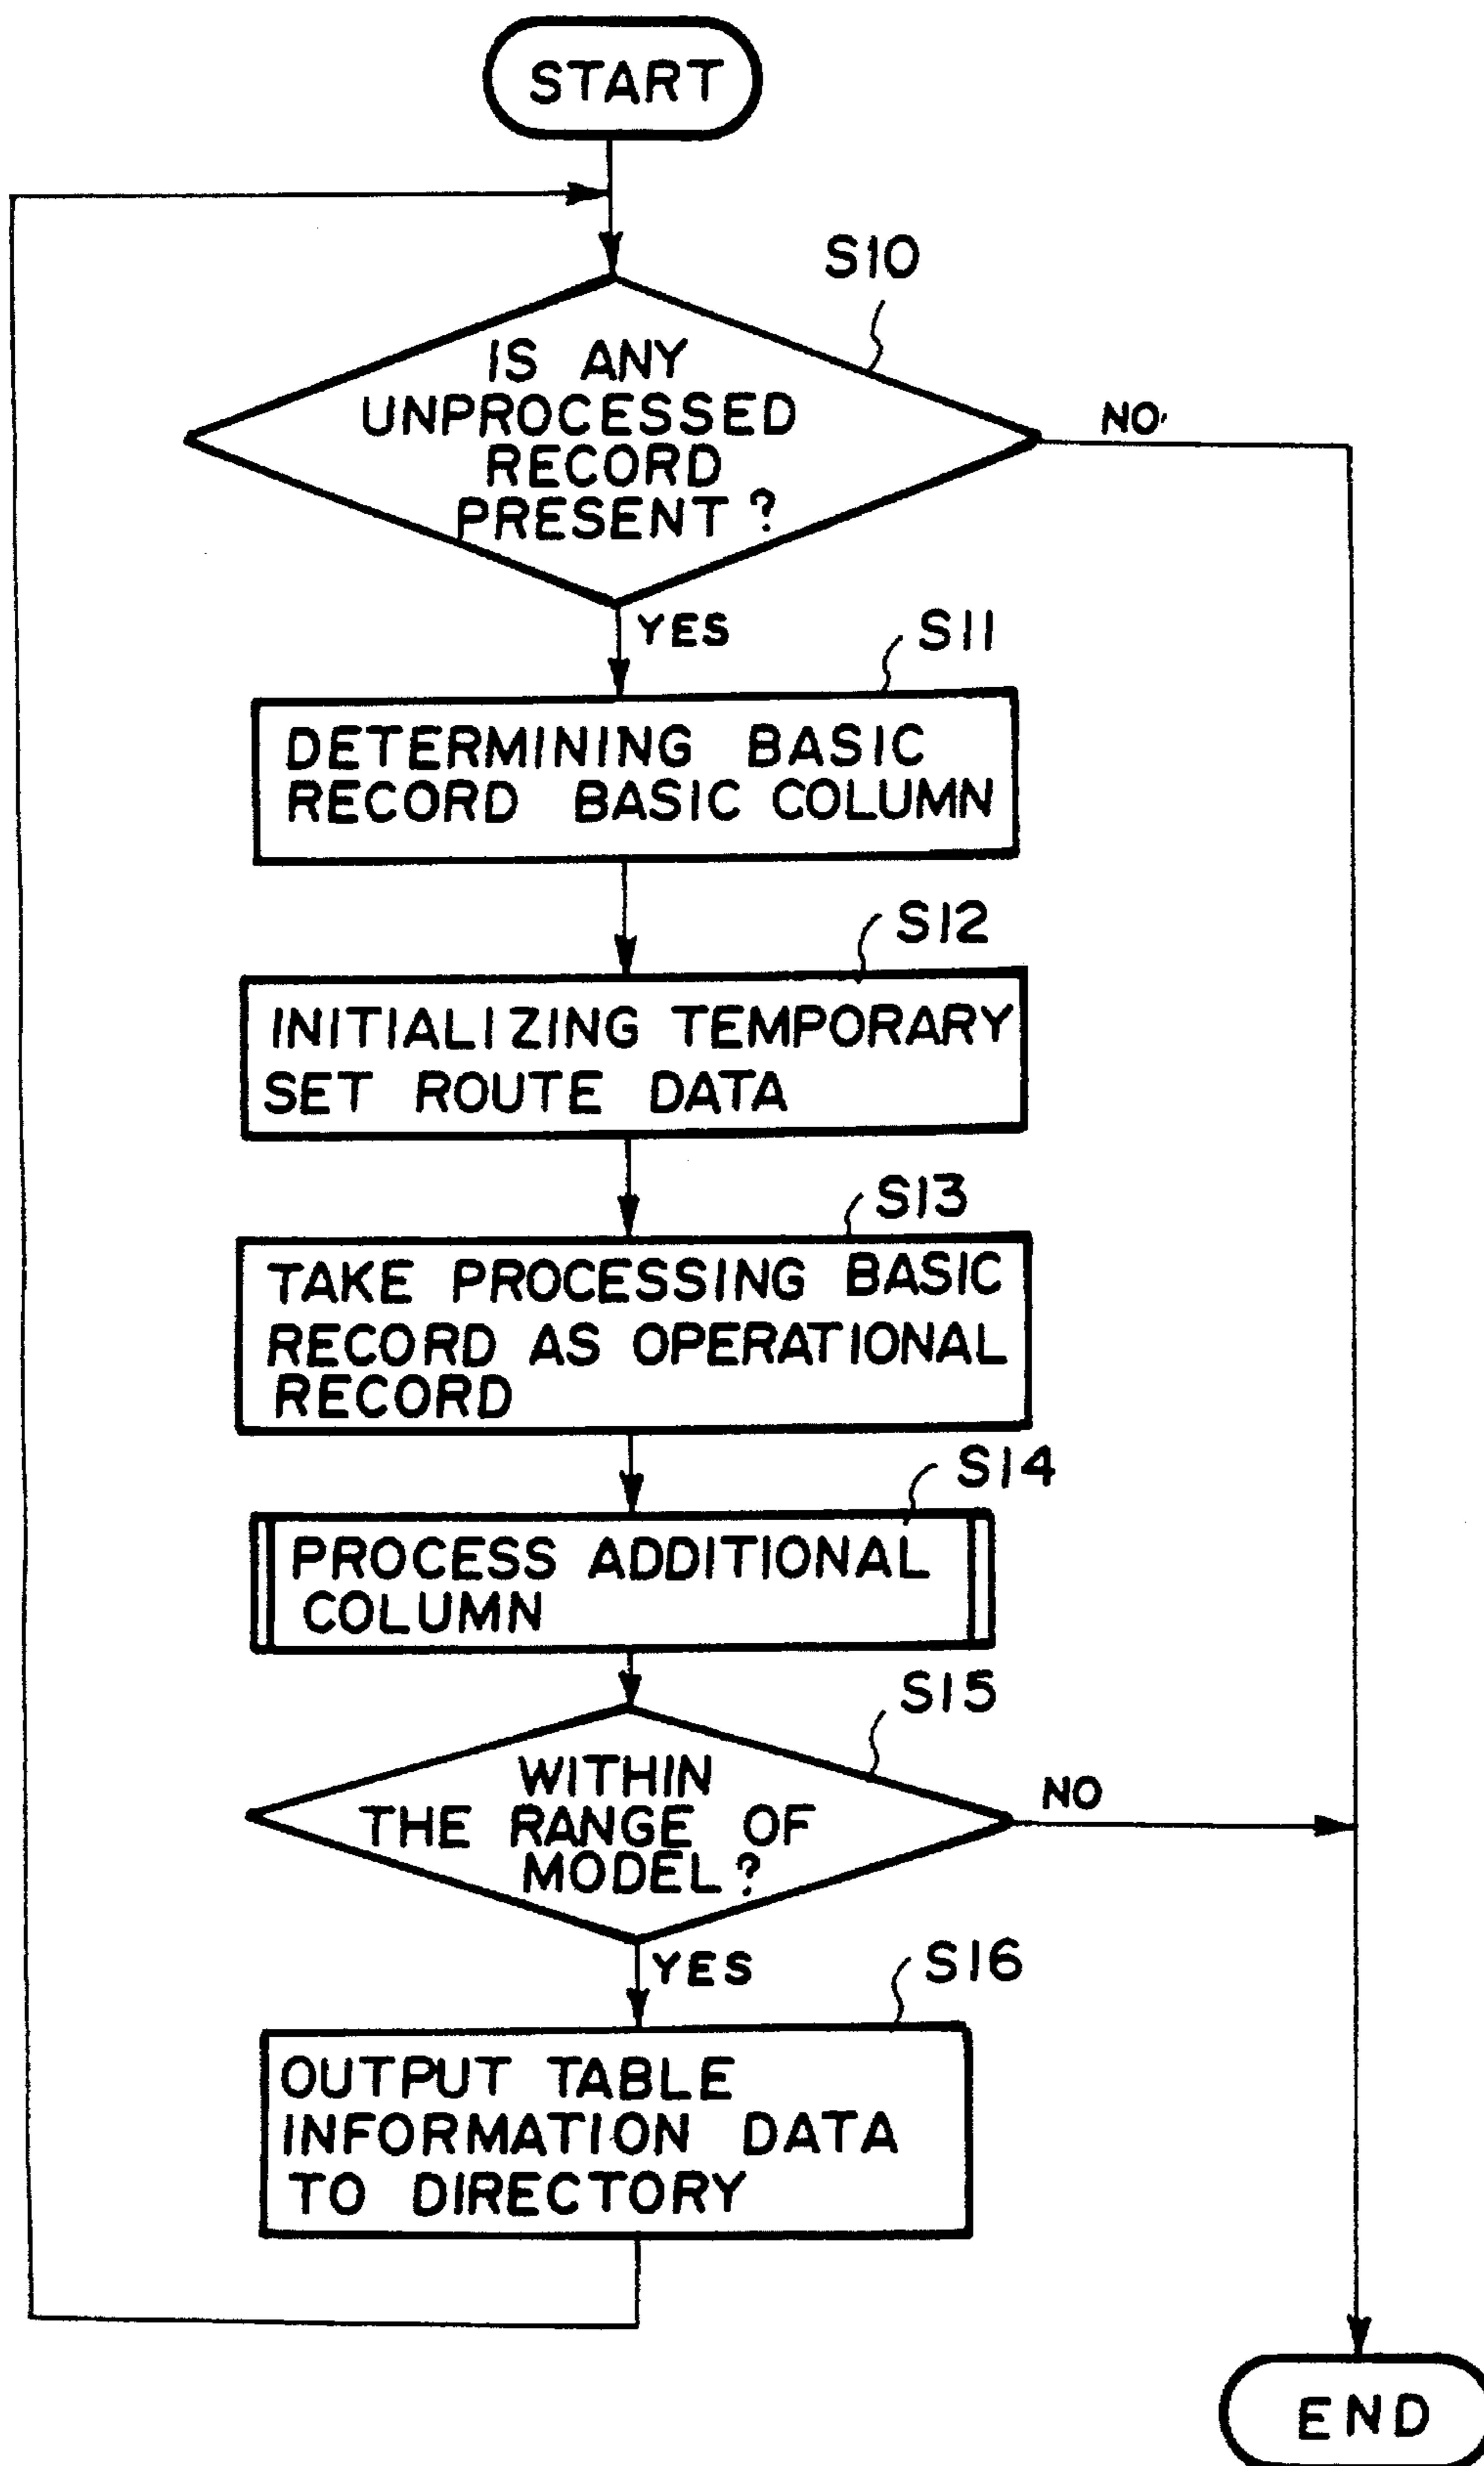 START
S10
IS ANY
UNPROCESSED
RECORD
PRESENT ?
NO
YES
S11
DETERMINING BASIC
RECORD BASIC COLUMN
S12
INITIALIZING TEMPORARY
SET ROUTE DATA
S13
TAKE PROCESSING BASIC
RECORD AS OPERATIONAL
RECORD
S14
PROCESS ADDITIONAL
COLUMN
S15
WITHIN
THE RANGE OF
MODEL ?
NO
YES
S16
OUTPUT TABLE
INFORMATION DATA
TO DIRECTORY
END